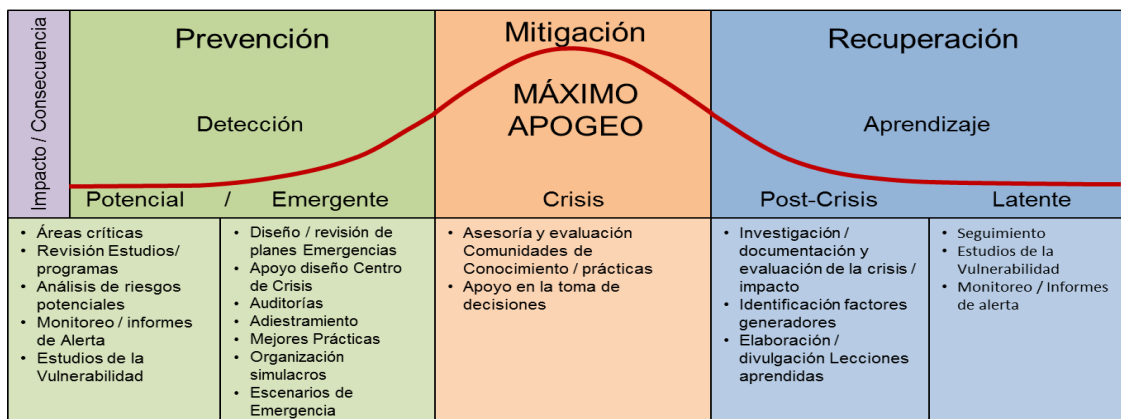 Impacto / Consecuencia
Prevención
Detección
Potencial / Emergente
Mitigación
MÁXIMO
APOGEO
Crisis
Recuperación
Aprendizaje
Post-Crisis
Latente
• Áreas críticas
• Revisión Estudios/
programas
• Análisis de riesgos
potenciales
• Monitoreo / informes
de Alerta
• Estudios de la
Vulnerabilidad
• Diseño / revisión de
planes Emergencias
• Apoyo diseño Centro
de Crisis
• Auditorías
• Adiestramiento
• Mejores Prácticas
• Organización
simulacros
• Escenarios de
Emergencia
• Asesoría y evaluación
Comunidades de
Conocimiento / prácticas
• Apoyo en la toma de
decisiones
• Investigación /
documentación y
evaluación de la crisis /
impacto
• Identificación factores
generadores
• Elaboración /
divulgación Lecciones
aprendidas
• Seguimiento
• Estudios de la
Vulnerabilidad
• Monitoreo / Informes
de alerta